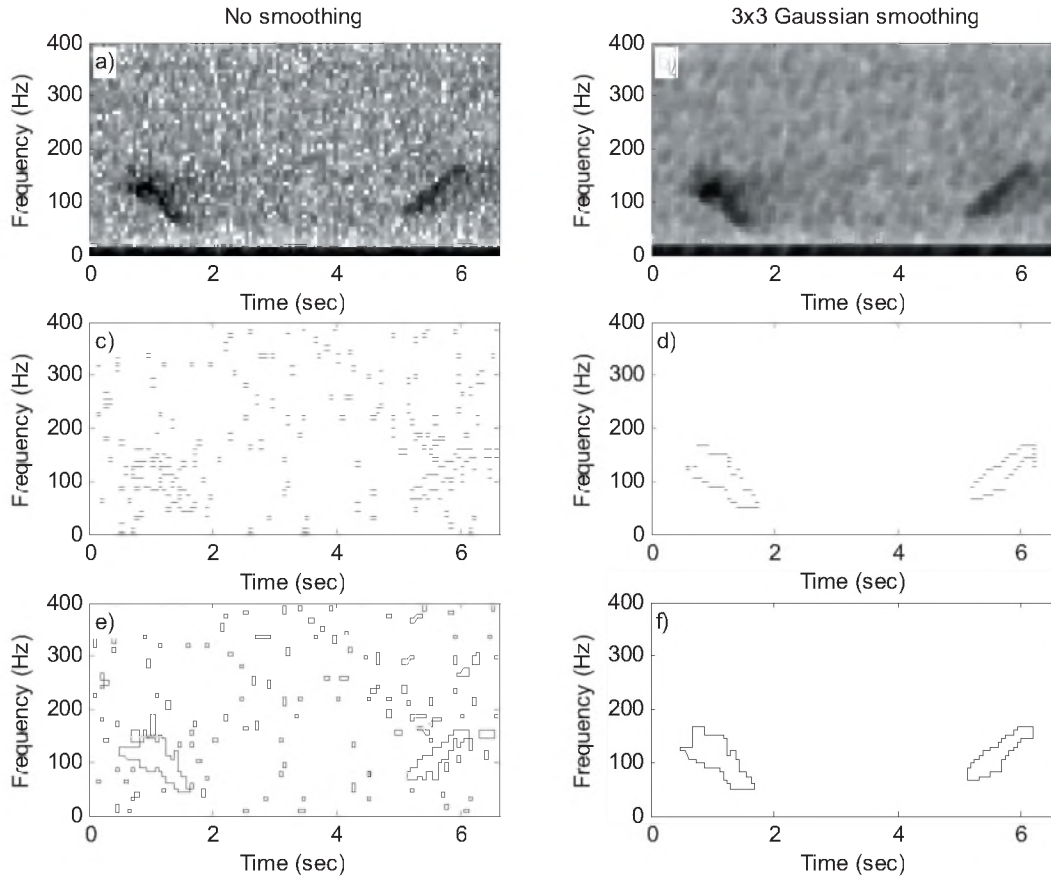 No smoothing 3x3 Gaussian smoothing
400 a) 400 b)
300 300
200 200
100 100
0 0
Frequency (Hz) Frequency (Hz)
0 2 4 6 0 2 4 6
Time (sec) Time (sec)
400 c) 400 d)
300 300
200 200
100 100
0 0
Frequency (Hz) Frequency (Hz)
0 2 4 6 0 2 4 6
Time (sec) Time (sec)
400 e) 400 f)
300 300
200 200
100 100
0 0
Frequency (Hz) Frequency (Hz)
0 2 4 6 0 2 4 6
Time (sec) Time (sec)